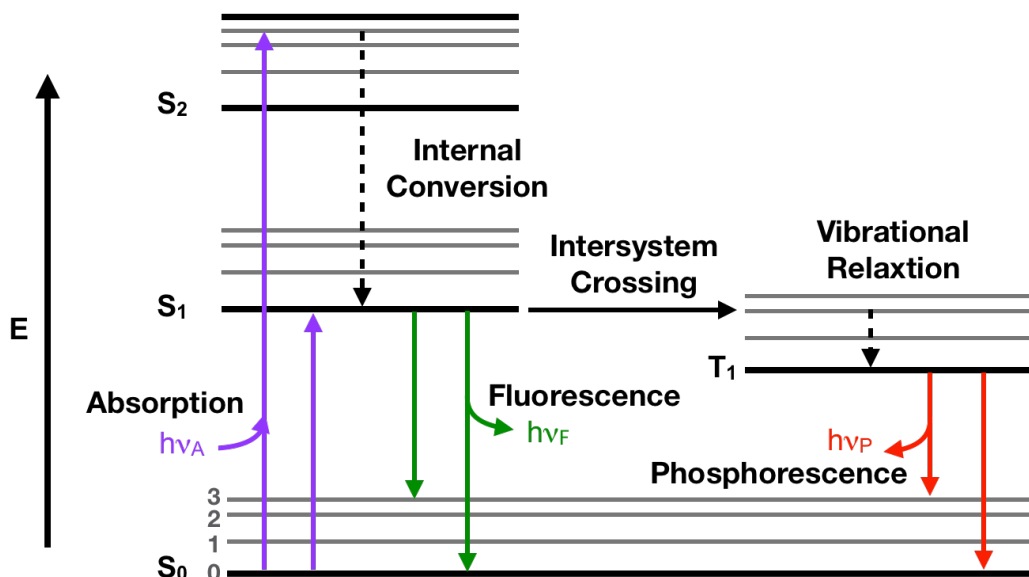 S₂
Internal
Conversion
Intersystem
Crossing
Vibrational
Relaxtion
S₁
E
T₁
Absorption
hνA
Fluorescence
hνF
hνP
Phosphorescence
3
2
1
S₀ 0